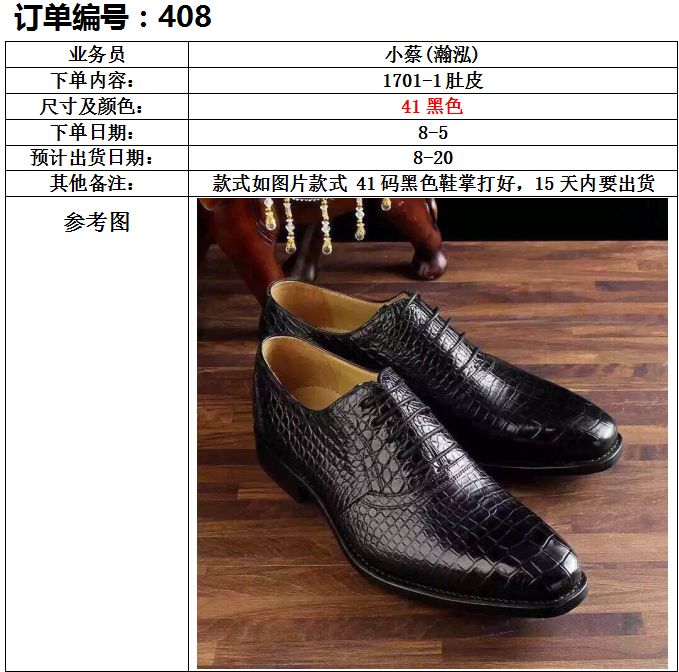 订单编号：408
业务员 小蔡(瀚泓)
下单内容： 1701-1肚皮
尺寸及颜色： 41黑色
下单日期： 8-5
预计出货日期： 8-20
其他备注： 款式如图片款式 41码黑色鞋掌打好，15天内要出货
参考图